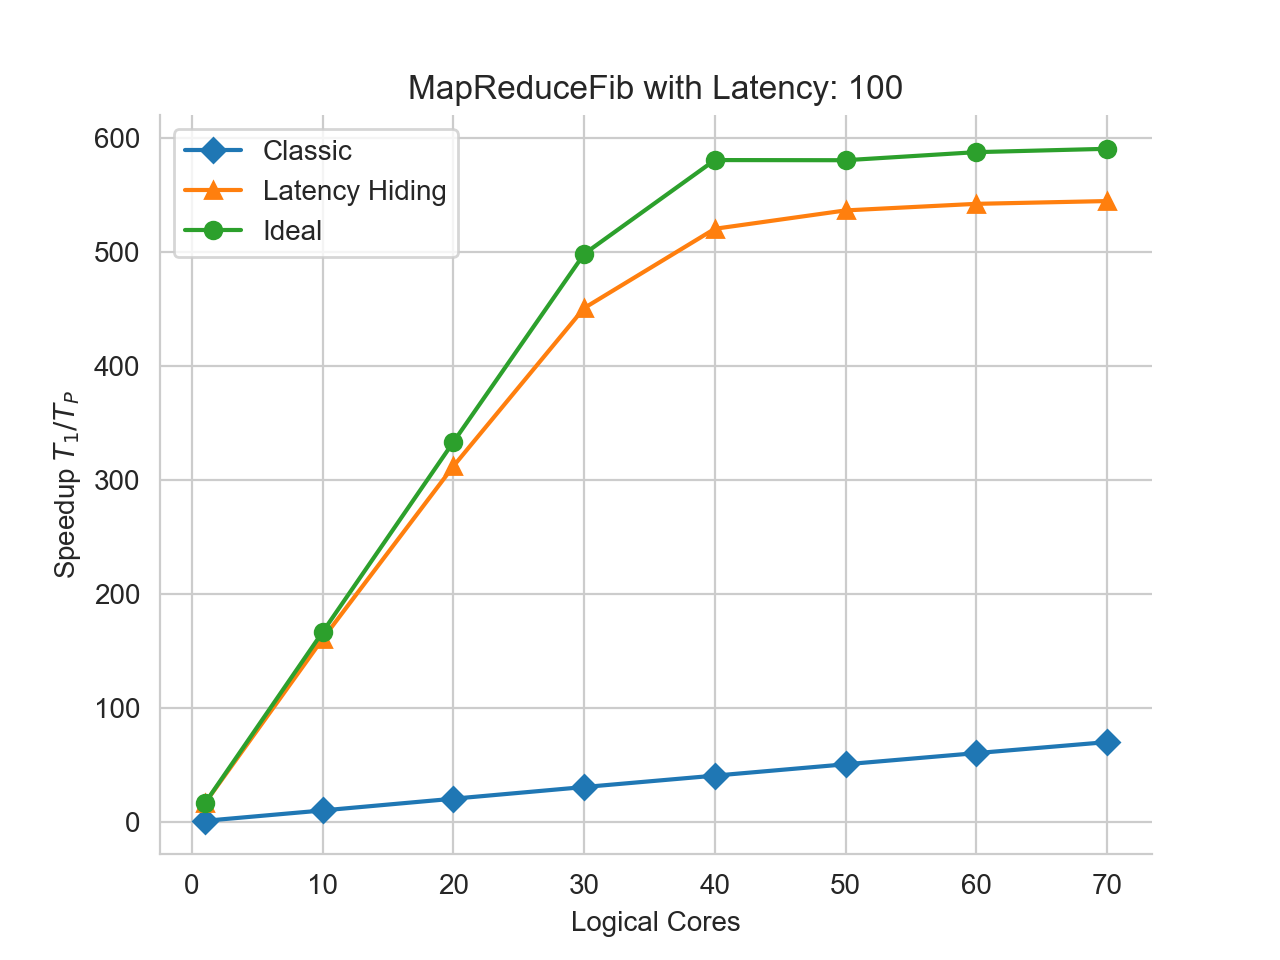 MapReduceFib with Latency: 100
Classic
Latency Hiding
Ideal
600
500
400
300
200
100
0
Speedup T₁/T_P
0 10 20 30 40 50 60 70
Logical Cores